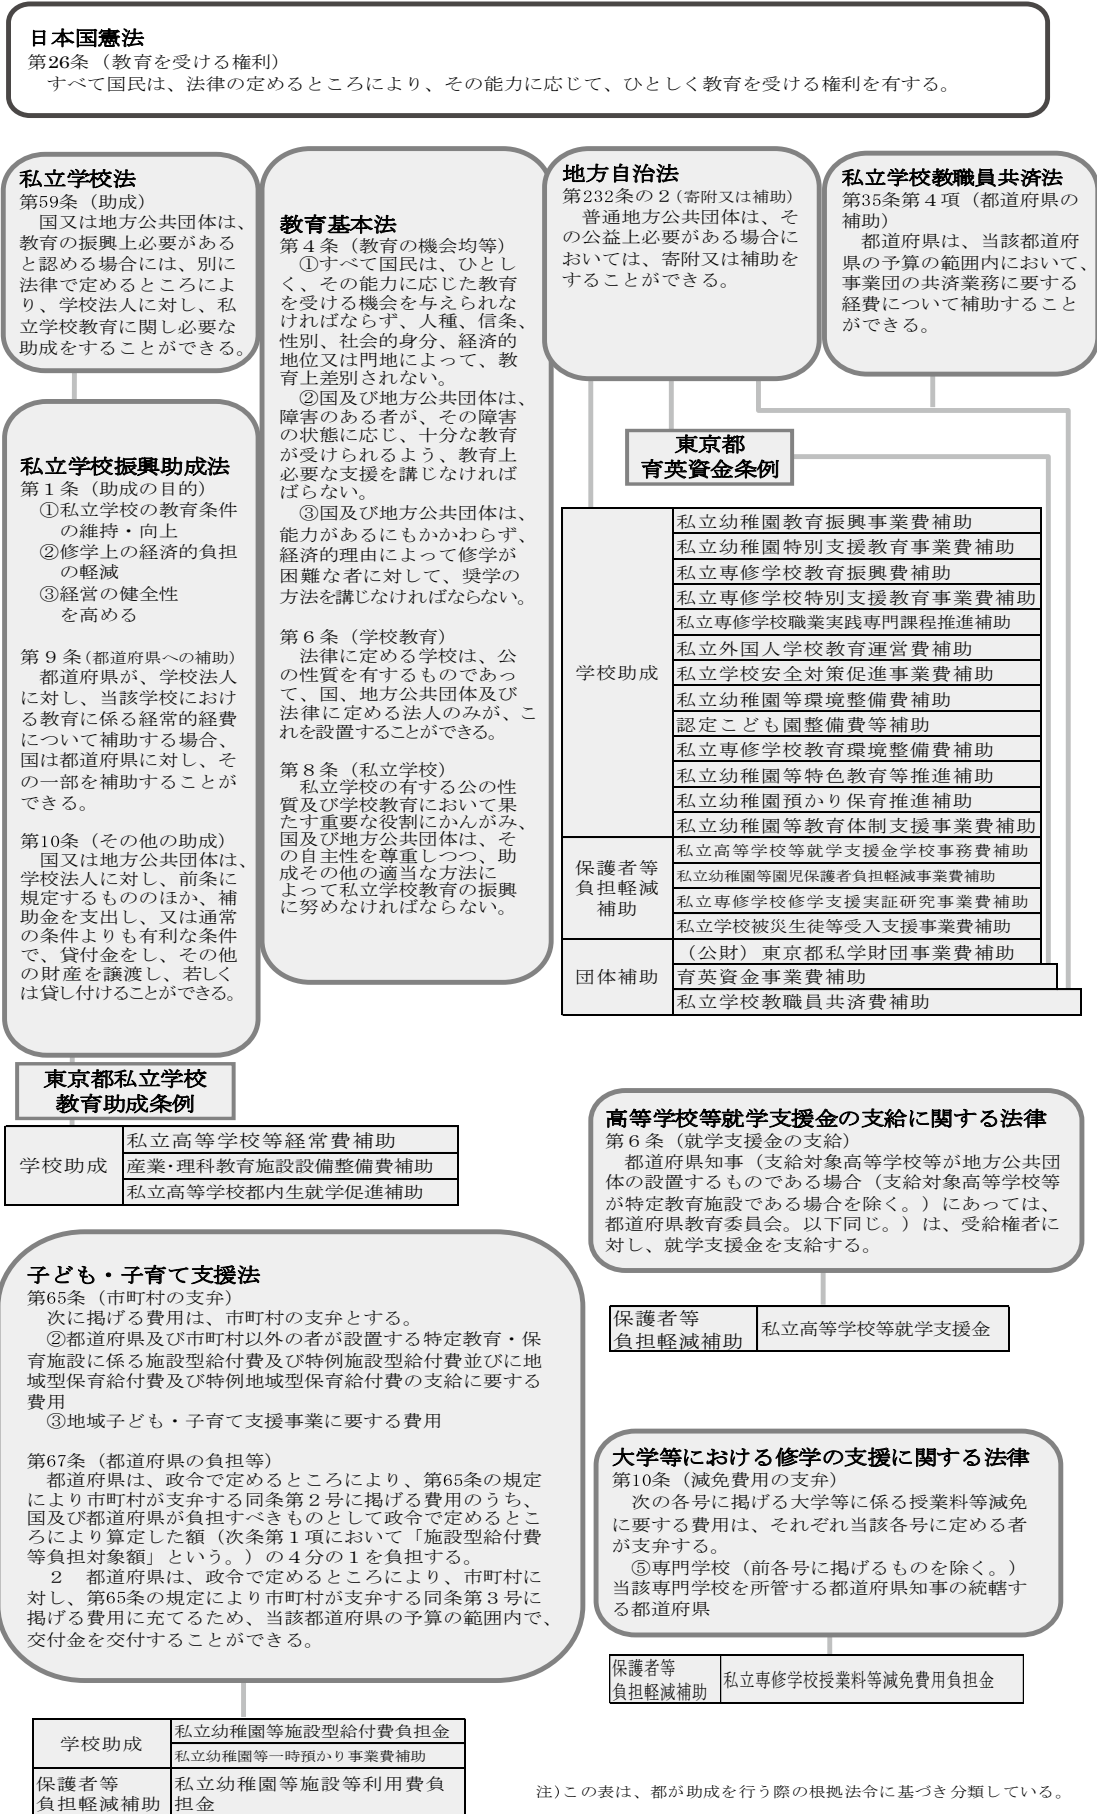 日本国憲法
第26条（教育を受ける権利）
すべて国民は、法律の定めるところにより、その能力に応じて、ひとしく教育を受ける権利を有する。
私立学校法
第59条（助成）
国又は地方公共団体は、
教育の振興上必要がある
と認める場合には、別に
法律で定めるところによ
り、学校法人に対し、私
立学校教育に関し必要な
助成をすることができる。
私立学校振興助成法
第１条（助成の目的）
①私立学校の教育条件
の維持・向上
②修学上の経済的負担
の軽減
③経営の健全性
を高める
第９条(都道府県への補助)
都道府県が、学校法人
に対し、当該学校におけ
る教育に係る経常的経費
について補助する場合、
国は都道府県に対し、そ
の一部を補助することが
できる。
第10条（その他の助成）
国又は地方公共団体は、
学校法人に対し、前条に
規定するもののほか、補
助金を支出し、又は通常
の条件よりも有利な条件
で、貸付金をし、その他
の財産を譲渡し、若しく
は貸し付けることができる。
東京都私立学校
教育助成条例
学校助成
私立高等学校等経常費補助
産業･理科教育施設設備整備費補助
私立高等学校都内生就学促進補助
教育基本法
第４条（教育の機会均等）
①すべて国民は、ひとし
く、その能力に応じた教育
を受ける機会を与えられな
ければならず、人種、信条、
性別、社会的身分、経済的
地位又は門地によって、教
育上差別されない。
②国及び地方公共団体は、
障害のある者が、その障害
の状態に応じ、十分な教育
が受けられるよう、教育上
必要な支援を講じなければ
ばらない。
③国及び地方公共団体は、
能力があるにもかかわらず、
経済的理由によって修学が
困難な者に対して、奨学の
方法を講じなければならない。
第６条（学校教育）
法律に定める学校は、公
の性質を有するものであっ
て、国、地方公共団体及び
法律に定める法人のみが、こ
れを設置することができる。
第８条（私立学校）
私立学校の有する公の性
質及び学校教育において果
たす重要な役割にかんがみ、
国及び地方公共団体は、そ
の自主性を尊重しつつ、助
成その他の適当な方法に
よって私立学校教育の振興
に努めなければならない。
地方自治法
第232条の２(寄附又は補助)
普通地方公共団体は、そ
の公益上必要がある場合に
おいては、寄附又は補助を
することができる。
私立学校教職員共済法
第35条第４項（都道府県の
補助）
都道府県は、当該都道府
県の予算の範囲内において、
事業団の共済業務に要する
経費について補助すること
ができる。
東京都
育英資金条例
学校助成
私立幼稚園教育振興事業費補助
私立幼稚園特別支援教育事業費補助
私立専修学校教育振興費補助
私立専修学校特別支援教育事業費補助
私立専修学校職業実践専門課程推進補助
私立外国人学校教育運営費補助
私立学校安全対策促進事業費補助
私立幼稚園等環境整備費補助
認定こども園整備費等補助
私立専修学校教育環境整備費補助
私立幼稚園等特色教育等推進補助
私立幼稚園預かり保育推進補助
私立幼稚園等教育体制支援事業費補助
保護者等
負担軽減
補助
私立高等学校等就学支援金学校事務費補助
私立幼稚園等園児保護者負担軽減事業費補助
私立専修学校修学支援実証研究事業費補助
私立学校被災生徒等受入支援事業費補助
団体補助
（公財）東京都私学財団事業費補助
育英資金事業費補助
私立学校教職員共済費補助
高等学校等就学支援金の支給に関する法律
第６条（就学支援金の支給）
都道府県知事（支給対象高等学校等が地方公共団
体の設置するものである場合（支給対象高等学校等
が特定教育施設である場合を除く。）にあっては、
都道府県教育委員会。以下同じ。）は、受給権者に
対し、就学支援金を支給する。
保護者等
負担軽減補助
私立高等学校等就学支援金
子ども・子育て支援法
第65条（市町村の支弁）
次に掲げる費用は、市町村の支弁とする。
②都道府県及び市町村以外の者が設置する特定教育・保
育施設に係る施設型給付費及び特例施設型給付費並びに地
域型保育給付費及び特例地域型保育給付費の支給に要する
費用
③地域子ども・子育て支援事業に要する費用
第67条（都道府県の負担等）
都道府県は、政令で定めるところにより、第65条の規定
により市町村が支弁する同条第２号に掲げる費用のうち、
国及び都道府県が負担すべきものとして政令で定めるとこ
ろにより算定した額（次条第１項において「施設型給付費
等負担対象額」という。）の４分の１を負担する。
２　都道府県は、政令で定めるところにより、市町村に
対し、第65条の規定により市町村が支弁する同条第３号に
掲げる費用に充てるため、当該都道府県の予算の範囲内で、
交付金を交付することができる。
学校助成
私立幼稚園等施設型給付費負担金
私立幼稚園等一時預かり事業費補助
保護者等
負担軽減補助
私立幼稚園等施設等利用費負
担金
大学等における修学の支援に関する法律
第10条（減免費用の支弁）
次の各号に掲げる大学等に係る授業料等減免
に要する費用は、それぞれ当該各号に定める者
が支弁する。
⑤専門学校（前各号に掲げるものを除く。）
当該専門学校を所管する都道府県知事の統轄す
る都道府県
保護者等
負担軽減補助
私立専修学校授業料等減免費用負担金
注)この表は、都が助成を行う際の根拠法令に基づき分類している。